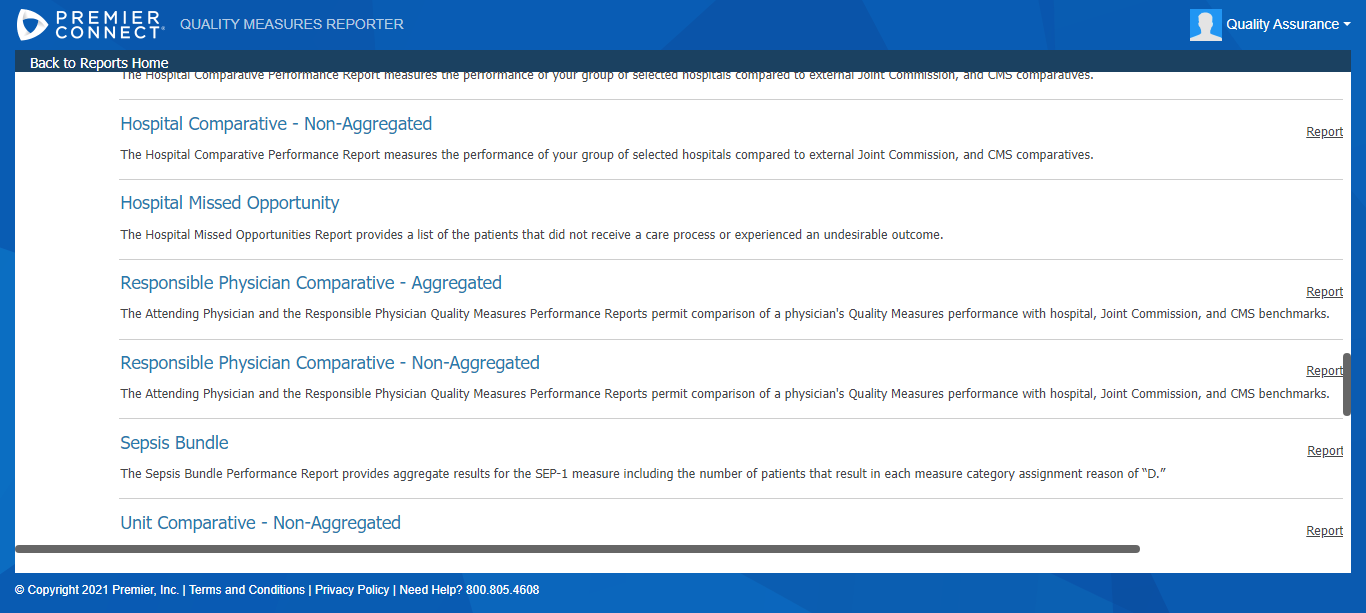 PREMIER
CONNECT
QUALITY MEASURES REPORTER
Quality Assurance
Back to Reports Home
The Hospital Comparative Performance Report measures the performance of your group of selected hospitals compared to external Joint Commission, and CMS comparatives.
Hospital Comparative - Non-Aggregated
Report
The Hospital Comparative Performance Report measures the performance of your group of selected hospitals compared to external Joint Commission, and CMS comparatives.
Hospital Missed Opportunity
The Hospital Missed Opportunities Report provides a list of the patients that did not receive a care process or experienced an undesirable outcome.
Responsible Physician Comparative - Aggregated
Report
The Attending Physician and the Responsible Physician Quality Measures Performance Reports permit comparison of a physician's Quality Measures performance with hospital, Joint Commission, and CMS benchmarks.
Responsible Physician Comparative - Non-Aggregated
Report
The Attending Physician and the Responsible Physician Quality Measures Performance Reports permit comparison of a physician's Quality Measures performance with hospital, Joint Commission, and CMS benchmarks.
Sepsis Bundle
Report
The Sepsis Bundle Performance Report provides aggregate results for the SEP-1 measure including the number of patients that result in each measure category assignment reason of “D.”
Unit Comparative - Non-Aggregated
Report
© Copyright 2021 Premier, Inc. | Terms and Conditions | Privacy Policy | Need Help? 800.805.4608